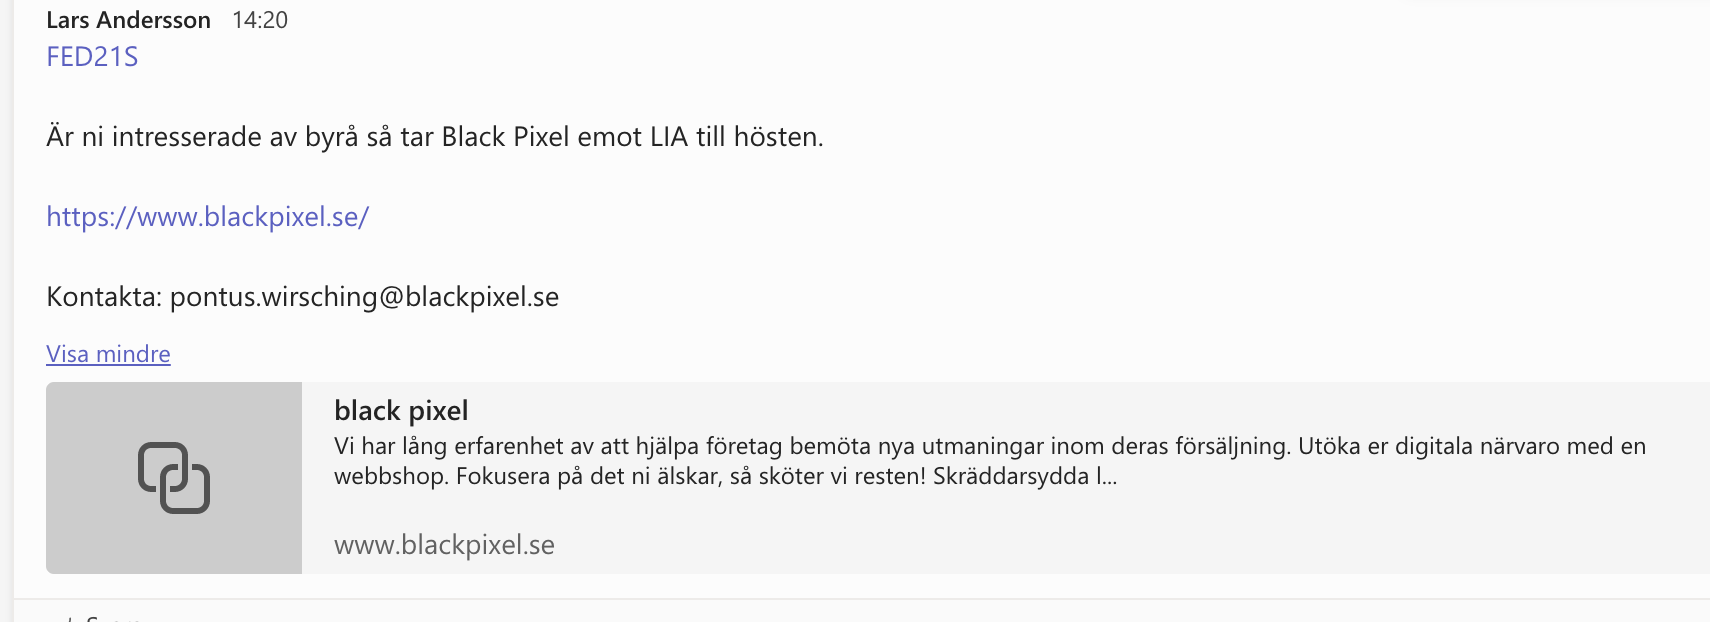 Lars Andersson 14:20
FED21S
Är ni intresserade av byrå så tar Black Pixel emot LIA till hösten.
https://www.blackpixel.se/
Kontakta: pontus.wirsching@blackpixel.se
Visa mindre
black pixel
Vi har lång erfarenhet av att hjälpa företag bemöta nya utmaningar inom deras försäljning. Utöka er digitala närvaro med en
webbshop. Fokusera på det ni älskar, så sköter vi resten! Skräddarsydda l...
www.blackpixel.se